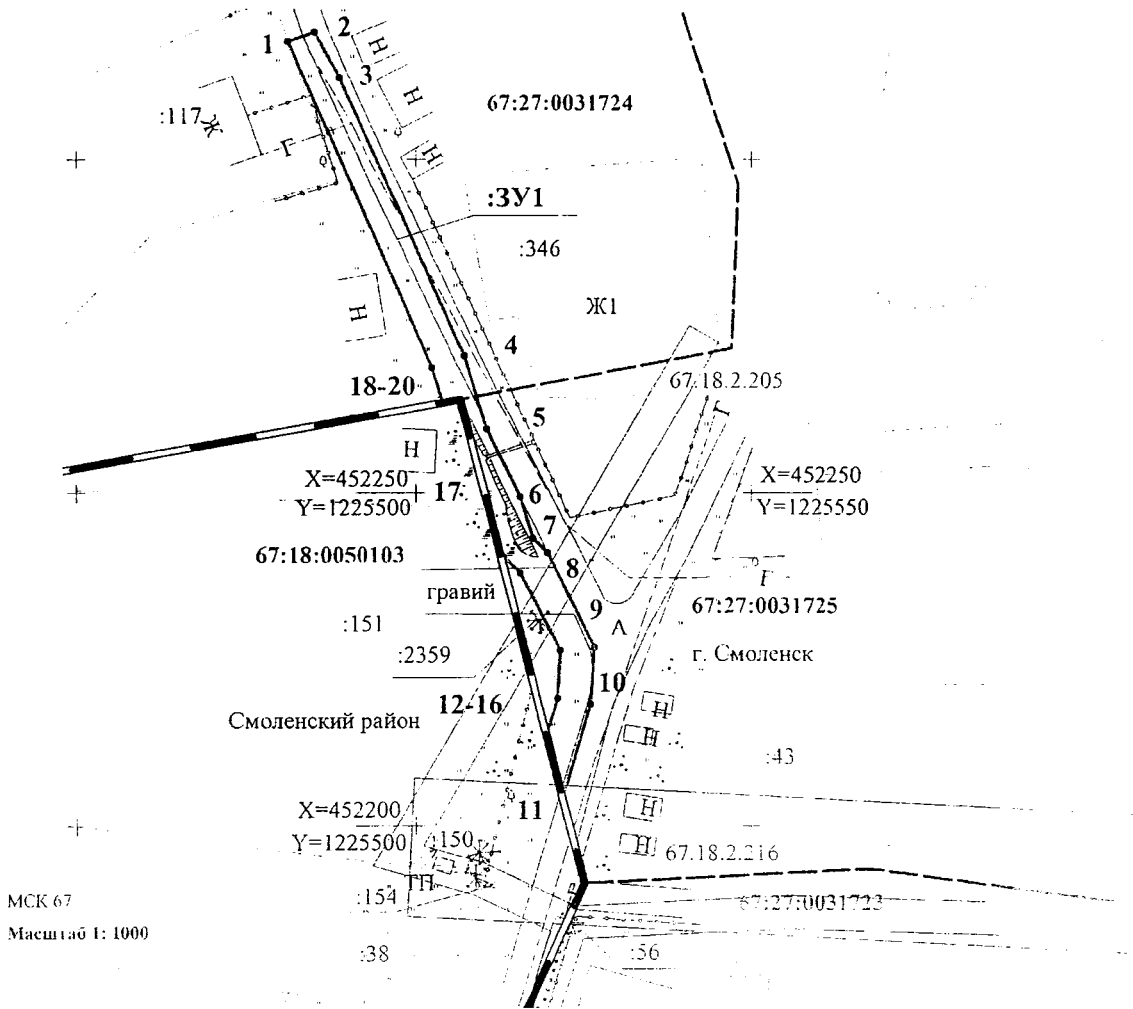 1
2
Н
3
Н
67:27:0031724
:117
Ж
Г
Н
:ЗУ1
:346
Н
Ж1
4
18-20
67.18.2.205
5
Г
Н
X=452250
Y=1225500
17
6
X=452250
Y=1225550
7
67:18:0050103
8
гравий
9
67:27:0031725
:151
А
:2359
г. Смоленск
12-16
10
Смоленский район
Н
Н
:43
11
X=452200
Y=1225500
:150
Н
Н
67.18.2.216
ТП
:154
67:27:0031723
МСК 67
Масштаб 1: 1000
:38
:56